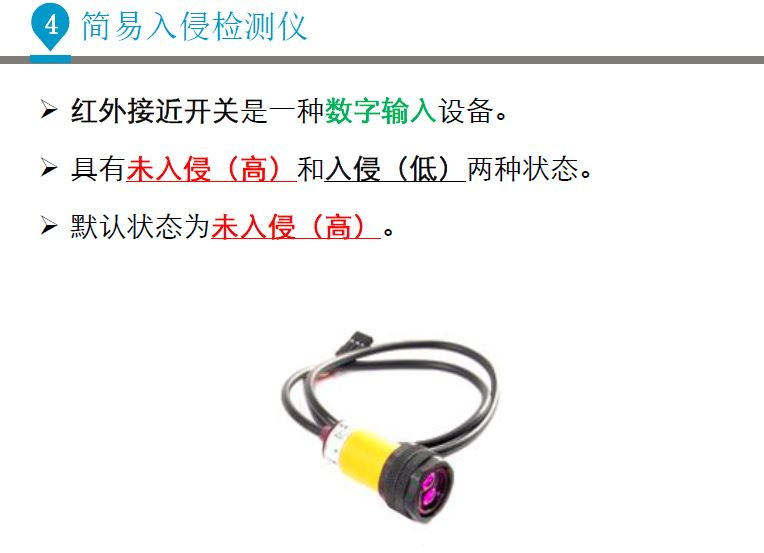 4 简易入侵检测仪
红外接近开关是一种数字输入设备。
具有未入侵（高）和入侵（低）两种状态。
默认状态为未入侵（高）。